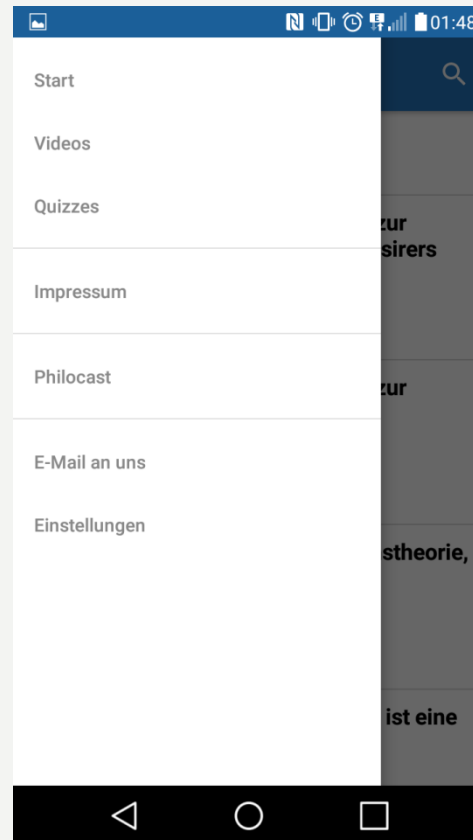 01:48
Start
Videos
Quizzes
zur
sirers
Impressum
Philocast
zur
E-Mail an uns
Einstellungen
stheorie,
ist eine